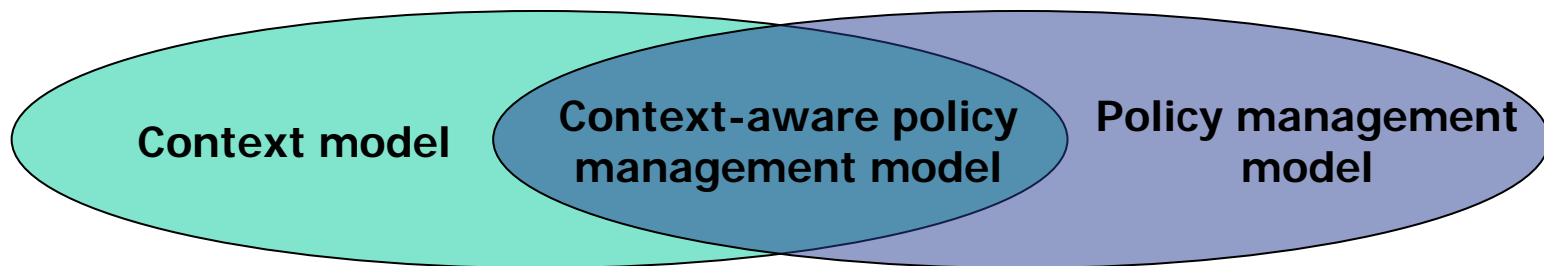 Context model
Context-aware policy
management model
Policy management
model